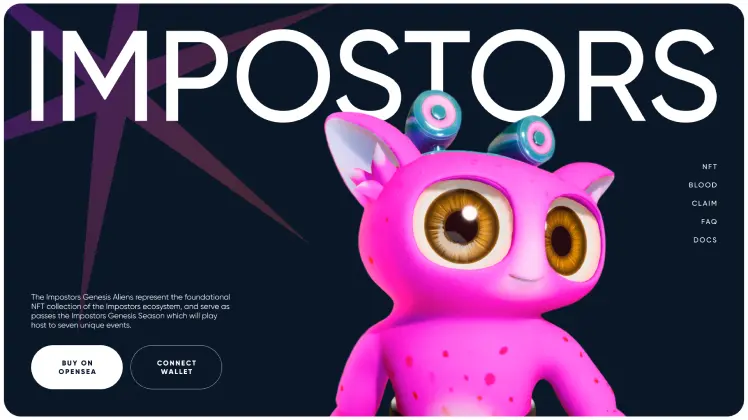 IMPOSTORS
NFT
BLOOD
CLAIM
FAQ
DOCS
The Impostors Genesis Aliens represent the foundational
NFT collection of the Impostors ecosystem, and serve as
passes the Impostors Genesis Season which will play
host to seven unique events.
BUY ON
OPENSEA
CONNECT
WALLET